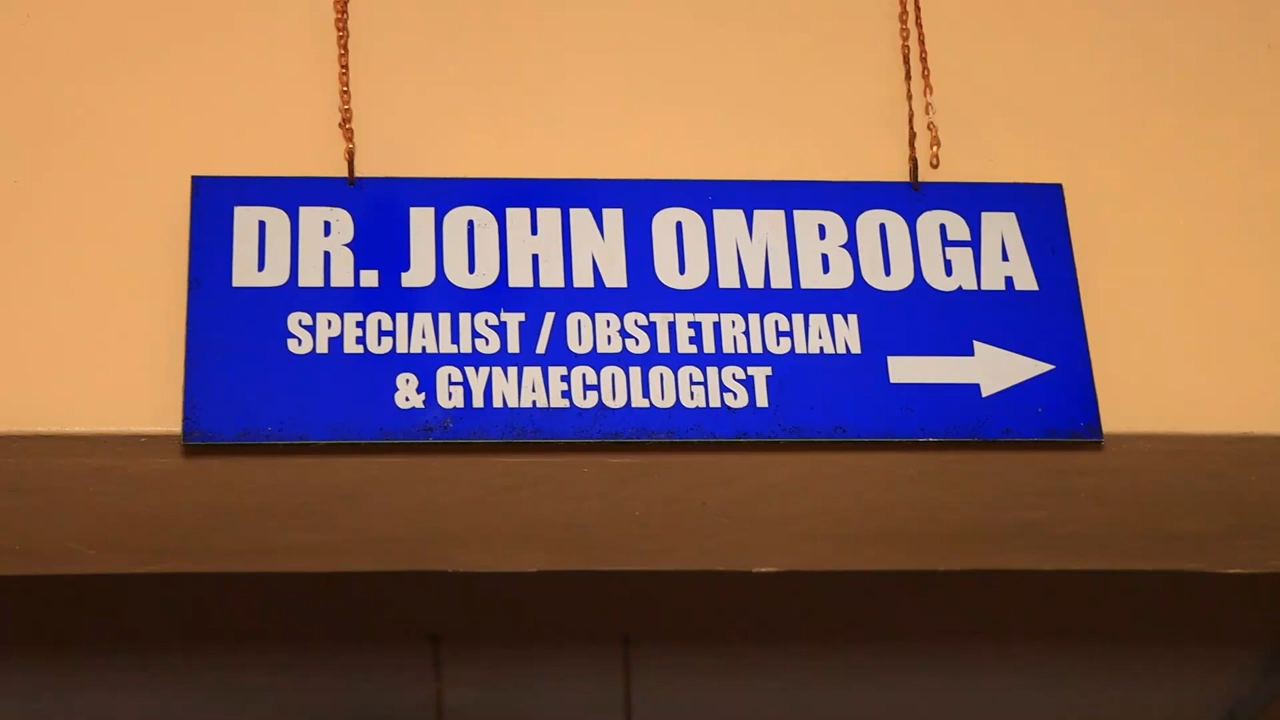 DR. JOHN OMBOGA
SPECIALIST / OBSTETRICIAN
& GYNAECOLOGIST